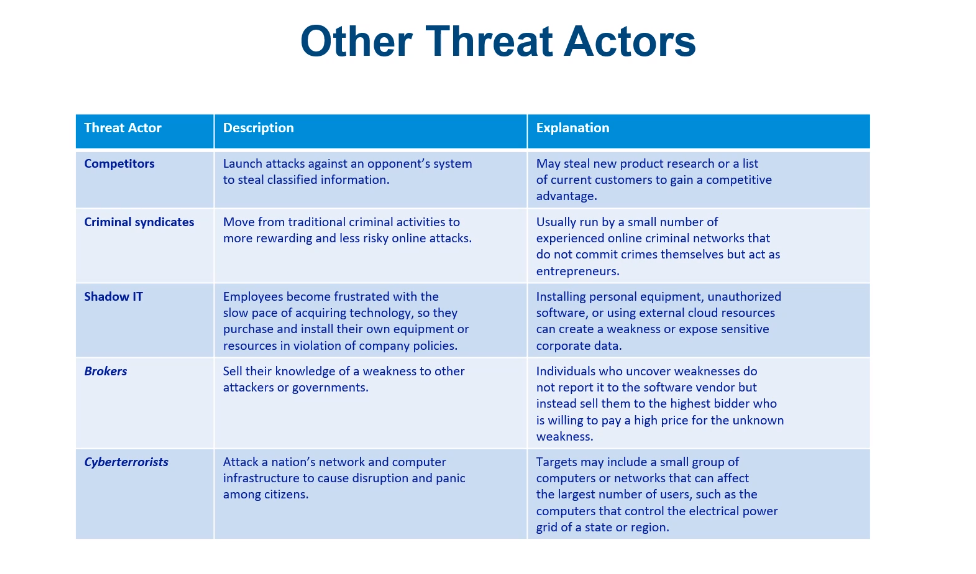 Other Threat Actors
Threat Actor
Description
Explanation
Competitors
Launch attacks against an opponent’s system
to steal classified information.
May steal new product research or a list
of current customers to gain a competitive
advantage.
Criminal syndicates
Move from traditional criminal activities to
more rewarding and less risky online attacks.
Usually run by a small number of
experienced online criminal networks that
do not commit crimes themselves but act as
entrepreneurs.
Shadow IT
Employees become frustrated with the
slow pace of acquiring technology, so they
purchase and install their own equipment or
resources in violation of company policies.
Installing personal equipment, unauthorized
software, or using external cloud resources
can create a weakness or expose sensitive
corporate data.
Brokers
Sell their knowledge of a weakness to other
attackers or governments.
Individuals who uncover weaknesses do
not report it to the software vendor but
instead sell them to the highest bidder who
is willing to pay a high price for the unknown
weakness.
Cyberterrorists
Attack a nation’s network and computer
infrastructure to cause disruption and panic
among citizens.
Targets may include a small group of
computers or networks that can affect
the largest number of users, such as the
computers that control the electrical power
grid of a state or region.